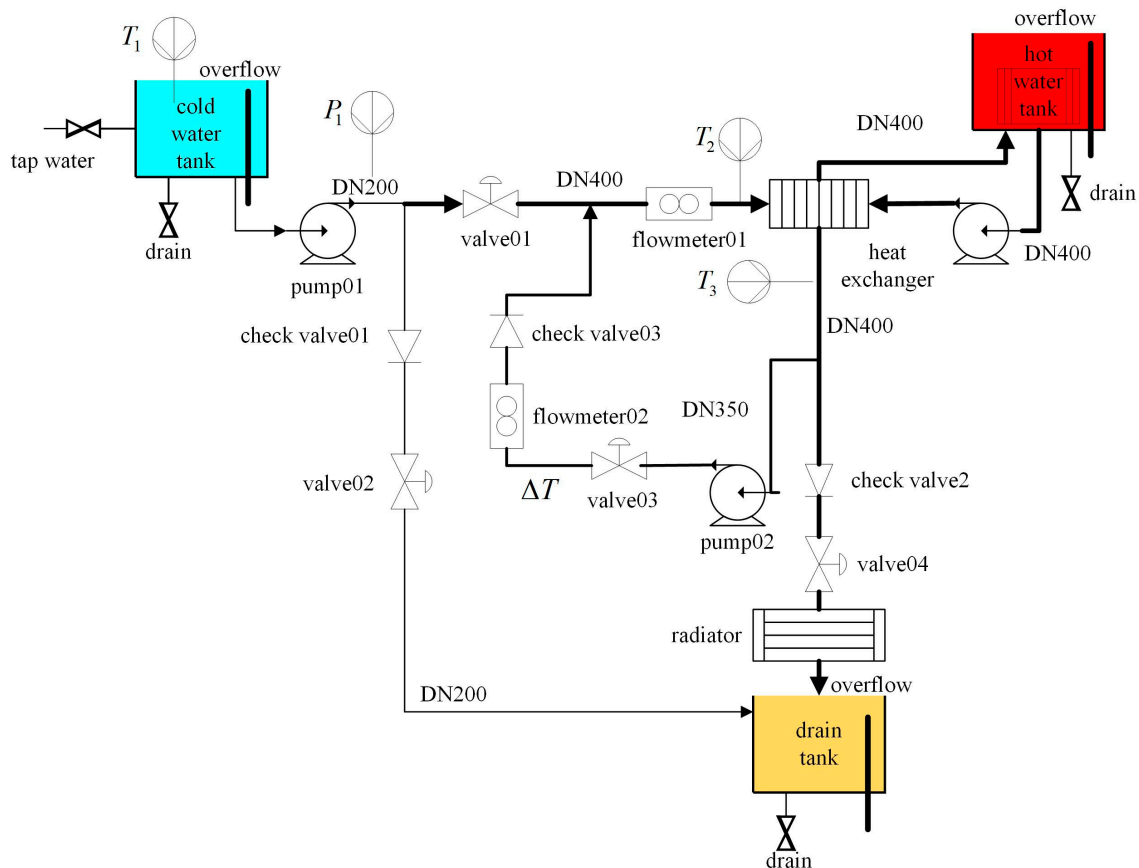 overflow
T1
overflow
hot
water
tank
cold
water
tank
P1
DN400
T2
tap water
DN200
DN400
drain
drain
valve01
flowmeter01
heat
exchanger
DN400
pump01
T3
check valve01
check valve03
DN400
flowmeter02
DN350
valve02
ΔT
valve03
check valve2
pump02
valve04
radiator
DN200
overflow
drain
tank
drain